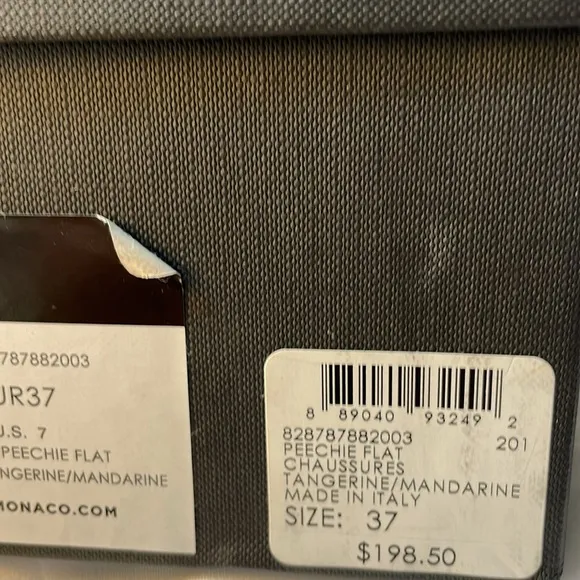 787882003
UR37
U.S. 7
PEECHIE FLAT
TANGERINE/MANDARINE
MONACO.COM
8 89040 93249 2
828787882003 201
PEECHIE FLAT
CHAUSSURES
TANGERINE/MANDARINE
MADE IN ITALY
SIZE: 37
$198.50